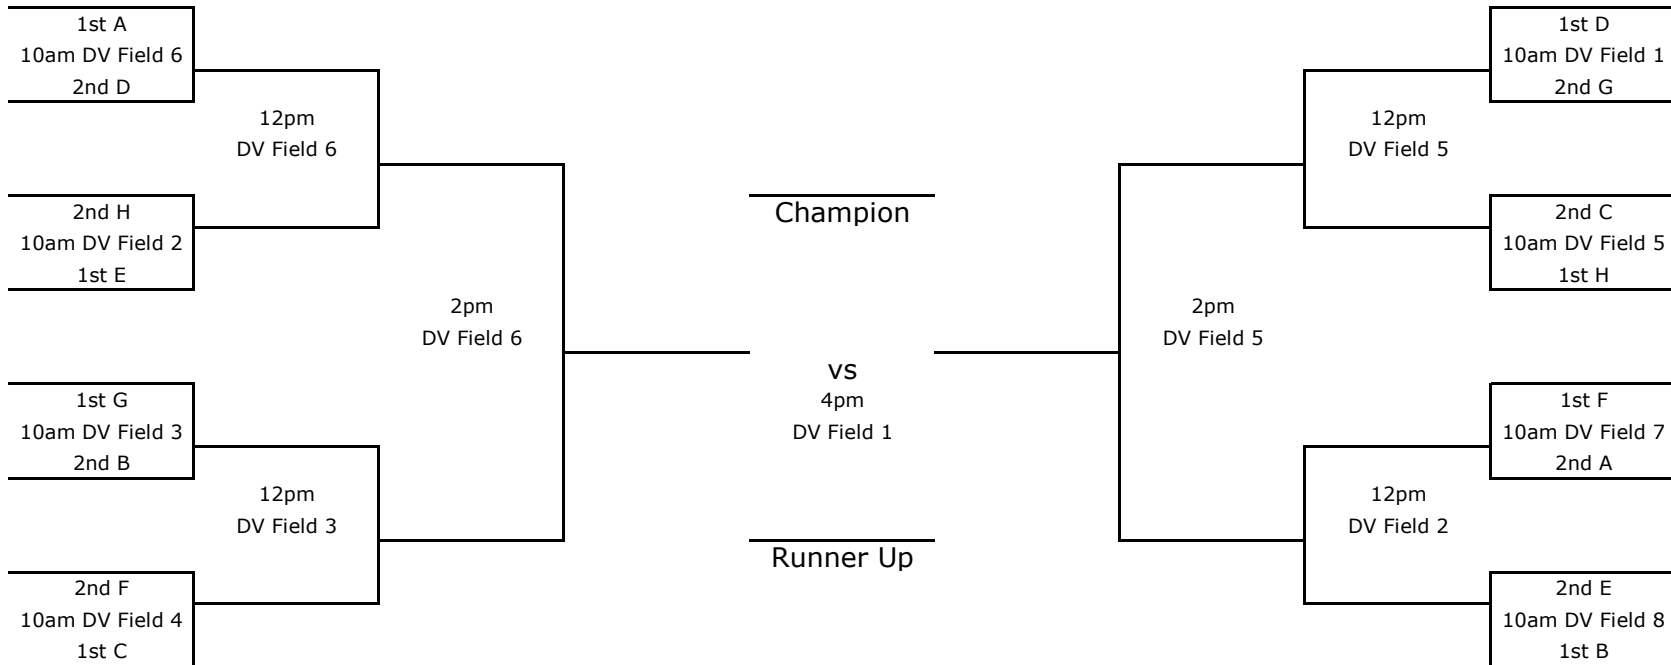 1st A
10am DV Field 6
2nd D
12pm
DV Field 6
2nd H
10am DV Field 2
1st E
2pm
DV Field 6
1st G
10am DV Field 3
2nd B
12pm
DV Field 3
2nd F
10am DV Field 4
1st C
Champion
vs
4pm
DV Field 1
Runner Up
1st D
10am DV Field 1
2nd G
12pm
DV Field 5
2nd C
10am DV Field 5
1st H
2pm
DV Field 5
1st F
10am DV Field 7
2nd A
12pm
DV Field 2
2nd E
10am DV Field 8
1st B